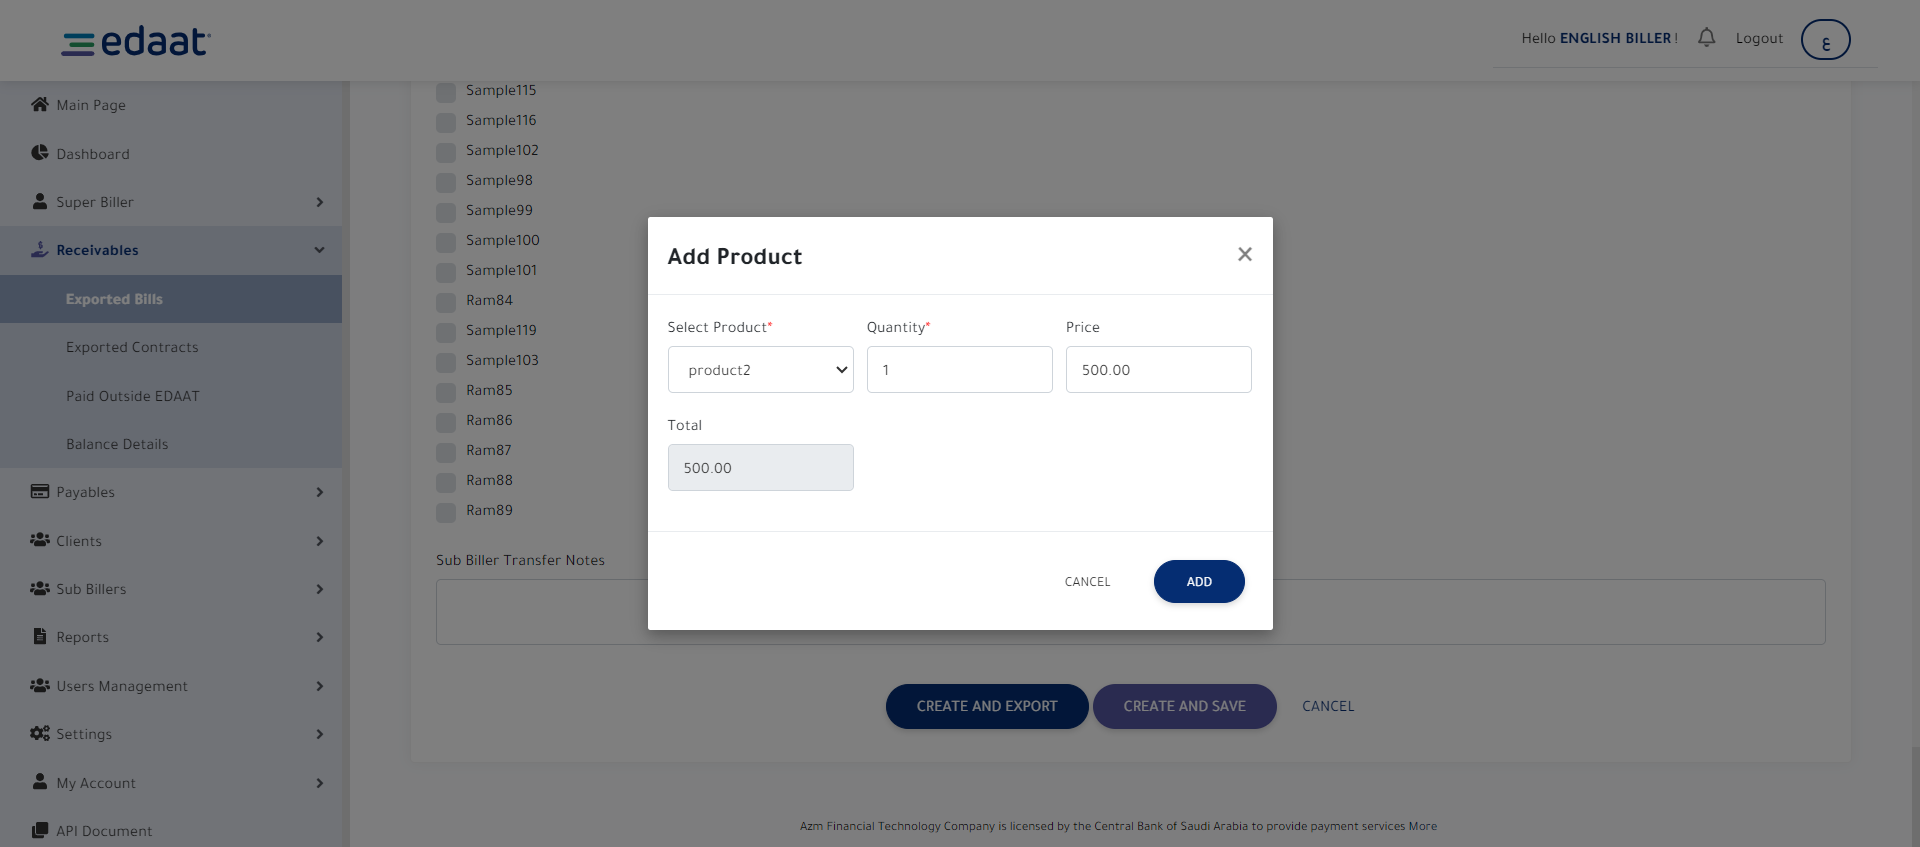 edaat
Hello ENGLISH BILLER !
Logout
ع
Main Page
Dashboard
Super Biller
Receivables
Exported Bills
Exported Contracts
Paid Outside EDAAT
Balance Details
Payables
Clients
Sub Billers
Reports
Users Management
Settings
My Account
API Document
Sample115
Sample116
Sample102
Sample98
Sample99
Sample100
Sample101
Ram84
Sample119
Sample103
Ram85
Ram86
Ram87
Ram88
Ram89
Sub Biller Transfer Notes
Add Product
×
Select Product* Quantity* Price
product2 1 500.00
Total
500.00
CANCEL ADD
CREATE AND EXPORT CREATE AND SAVE CANCEL
Azm Financial Technology Company is licensed by the Central Bank of Saudi Arabia to provide payment services More